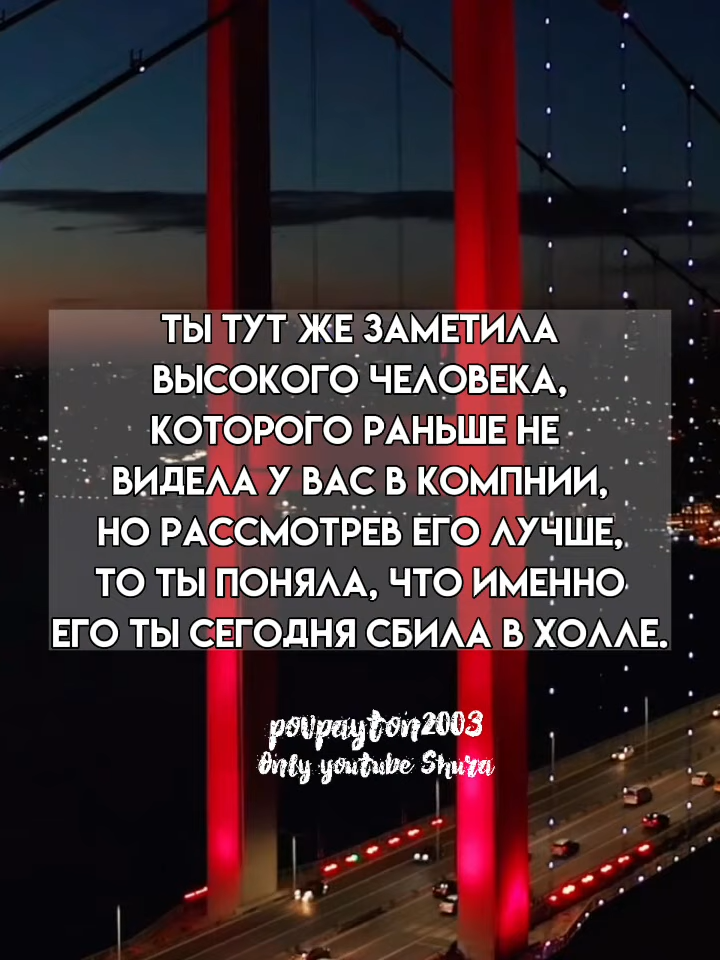 ТЫ ТУТ ЖЕ ЗАМЕТИЛА
ВЫСОКОГО ЧЕЛОВЕКА,
КОТОРОГО РАНЬШЕ НЕ
ВИДЕЛА У ВАС В КОМПНИИ,
НО РАССМОТРЕВ ЕГО ЛУЧШЕ,
ТО ТЫ ПОНЯЛА, ЧТО ИМЕННО
ЕГО ТЫ СЕГОДНЯ СБИЛА В ХОЛЛЕ.
povpayton2003
Only youtube Shura